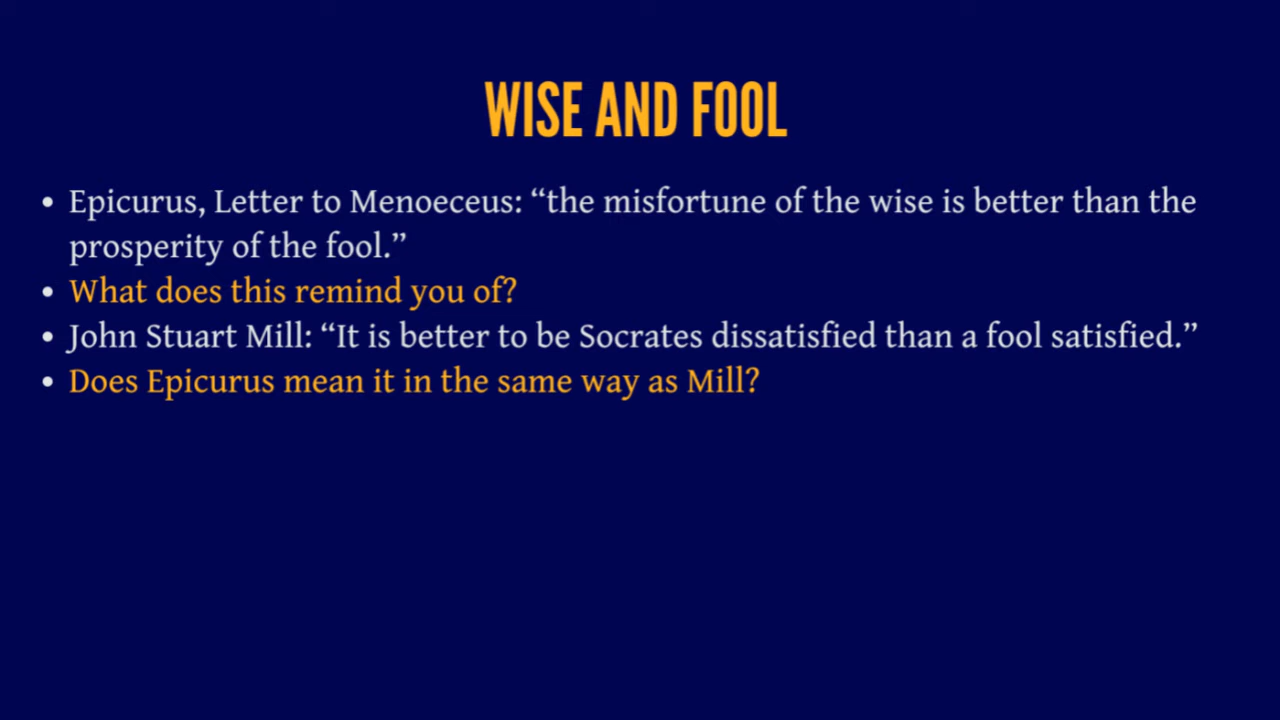 WISE AND FOOL
• Epicurus, Letter to Menoeceus: “the misfortune of the wise is better than the
prosperity of the fool.”
• What does this remind you of?
• John Stuart Mill: “It is better to be Socrates dissatisfied than a fool satisfied.”
• Does Epicurus mean it in the same way as Mill?